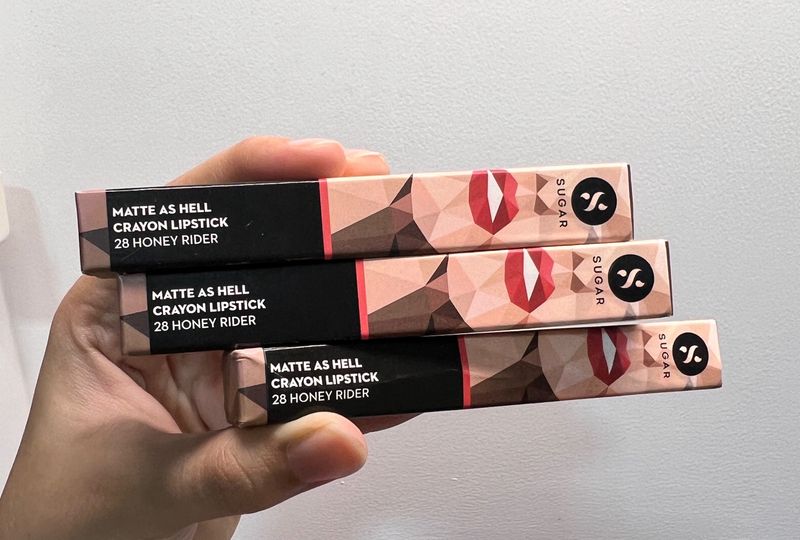 MATTE AS HELL
CRAYON LIPSTICK
28 HONEY RIDER
SUGAR
MATTE AS HELL
CRAYON LIPSTICK
28 HONEY RIDER
SUGAR
MATTE AS HELL
CRAYON LIPSTICK
28 HONEY RIDER
SUGAR